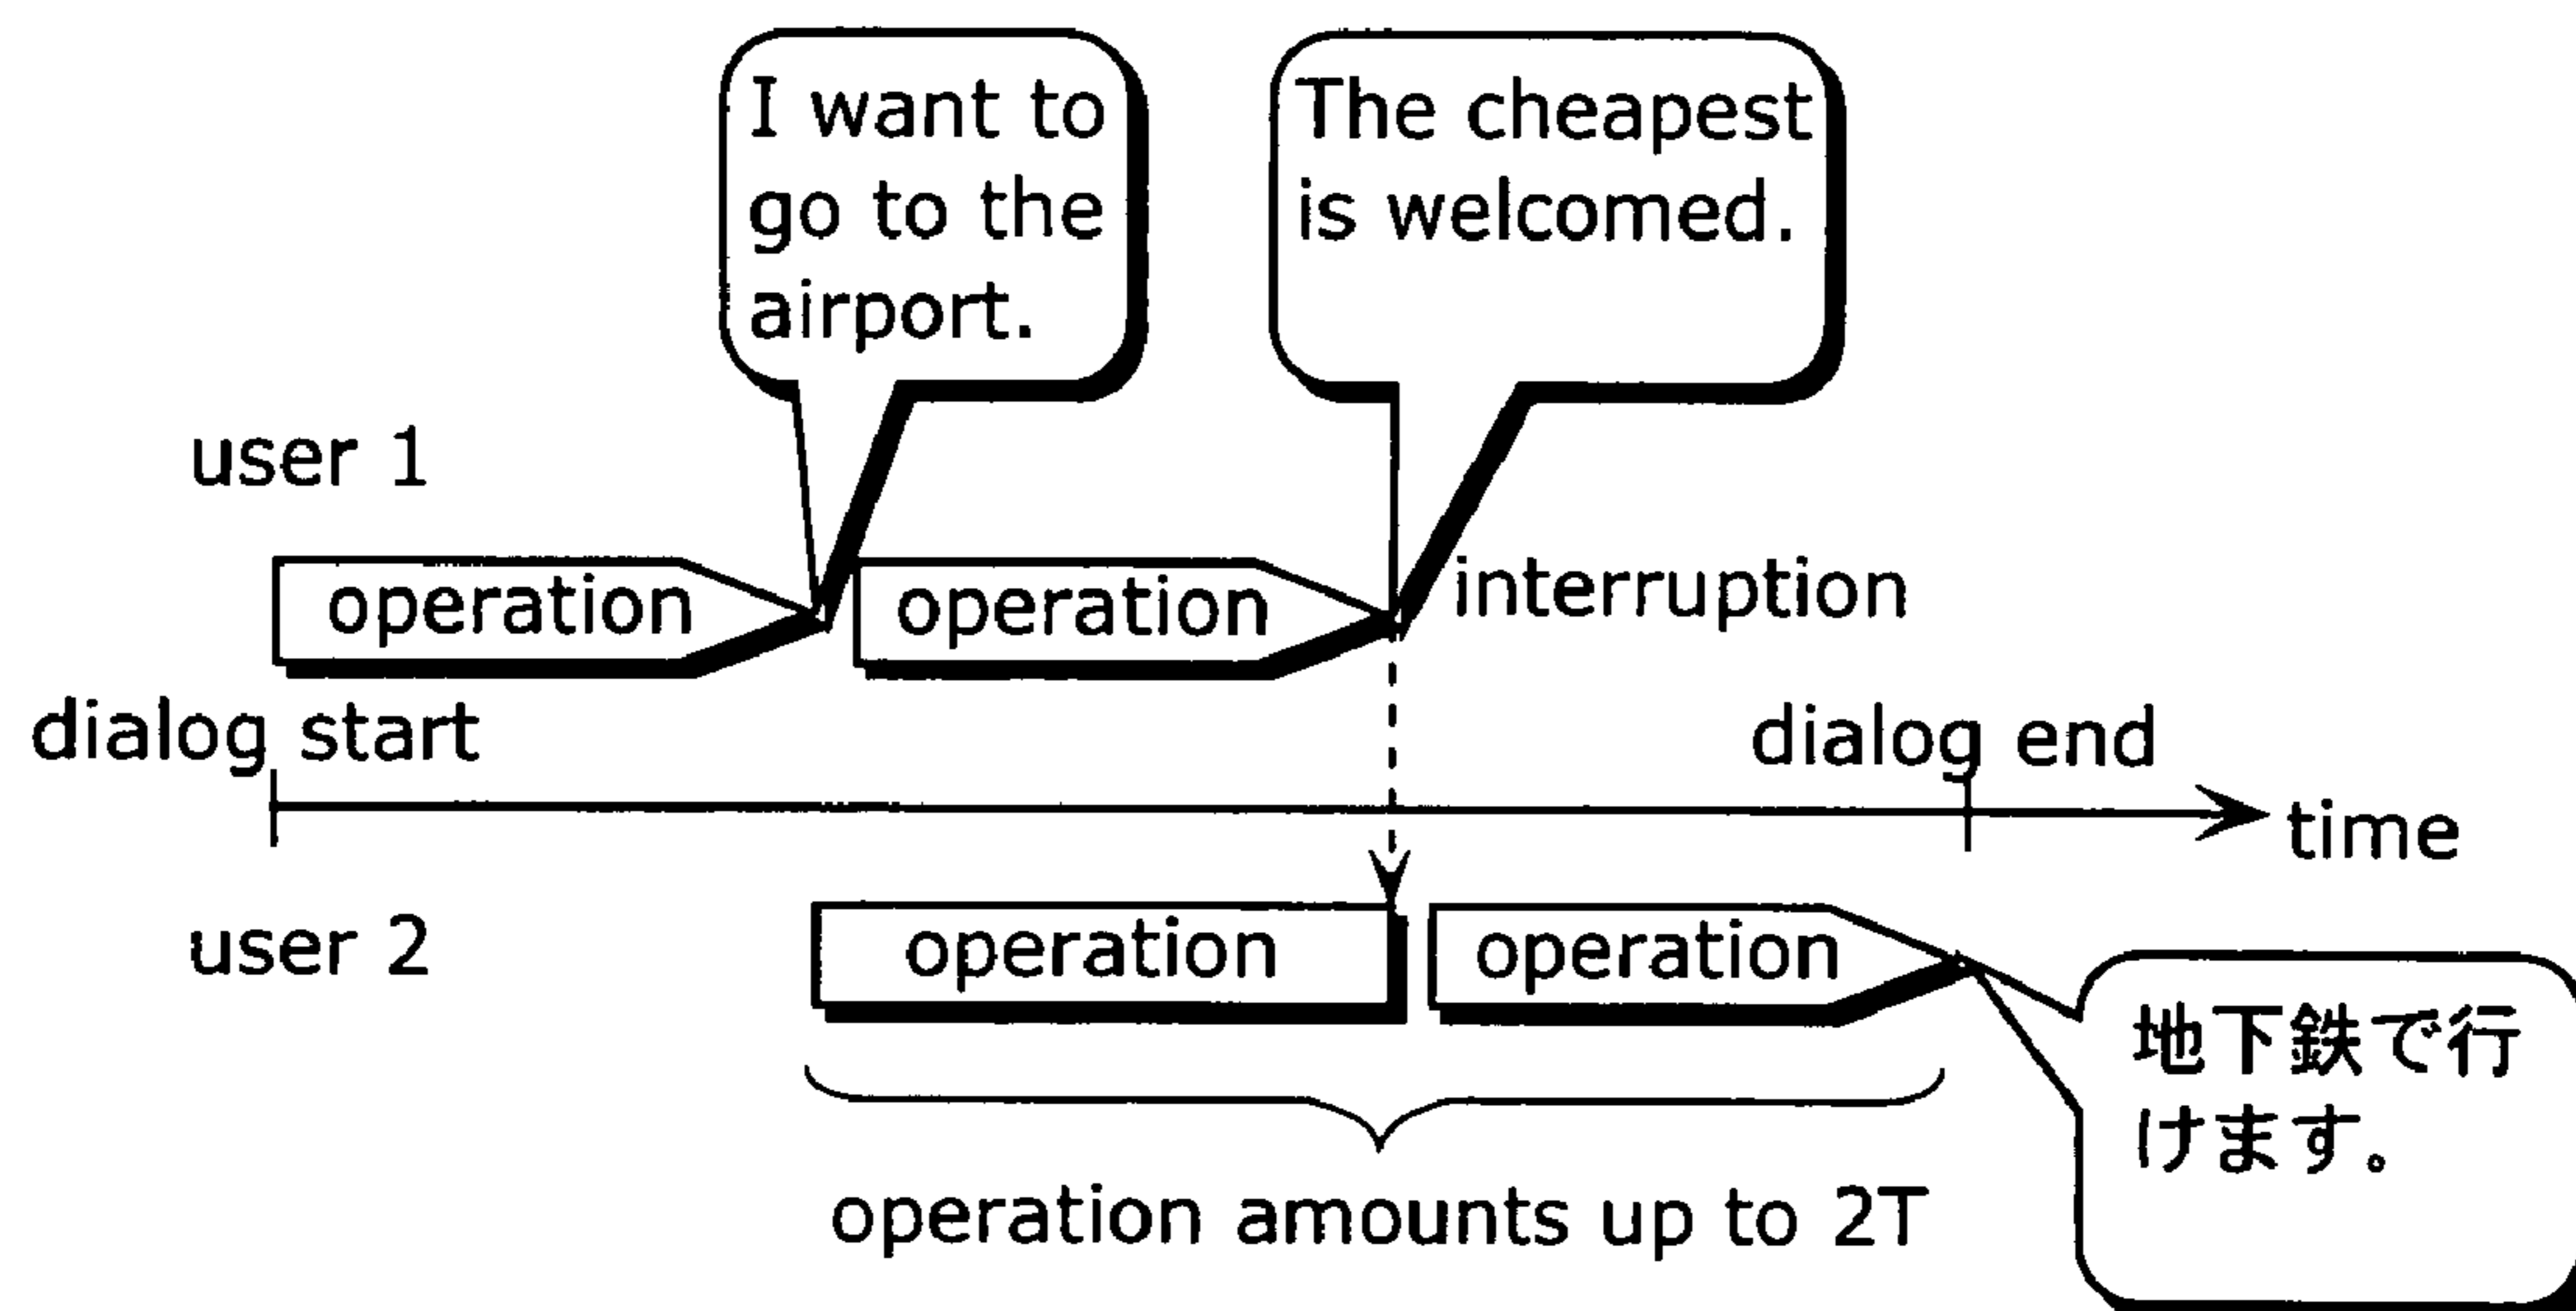 I want to
go to the
airport.
The cheapest
is welcomed.
user 1
operation
operation
interruption
dialog start
dialog end
time
user 2
operation
operation
地下鉄で行
けます。
operation amounts up to 2T